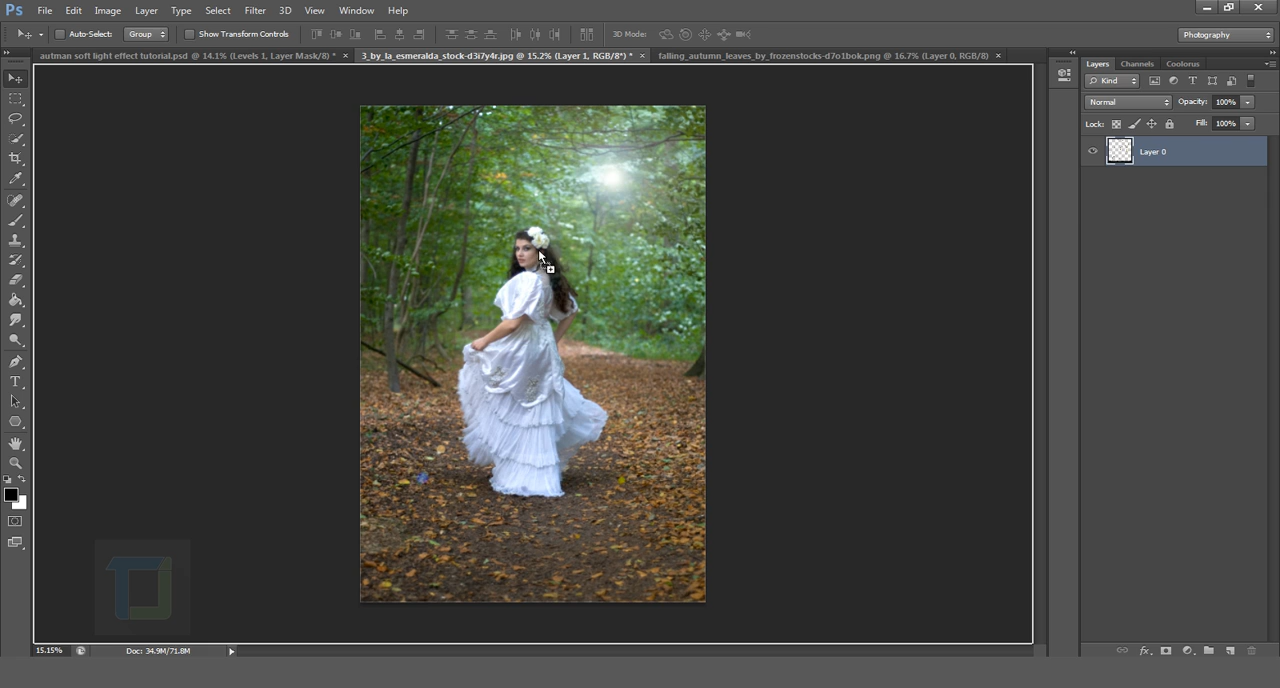 Ps File Edit Image Layer Type Select Filter 3D View Window Help
Auto-Select: Group Show Transform Controls 3D Mode: Photography
autman soft light effect tutorial.psd @ 14.1% (Levels 1, Layer Mask/8) * × 3_by_la_esmeralda_stock-d3i7y4r.jpg @ 15.2% (Layer 1, RGB/8*) * × falling_autumn_leaves_by_frozenstocks-d7o1bok.png @ 16.7% (Layer 0, RGB/8) ×
Layers Channels Coolorus
Kind
Normal Opacity: 100%
Lock: Fill: 100%
Layer 0
15.15% Doc: 34.9M/71.8M